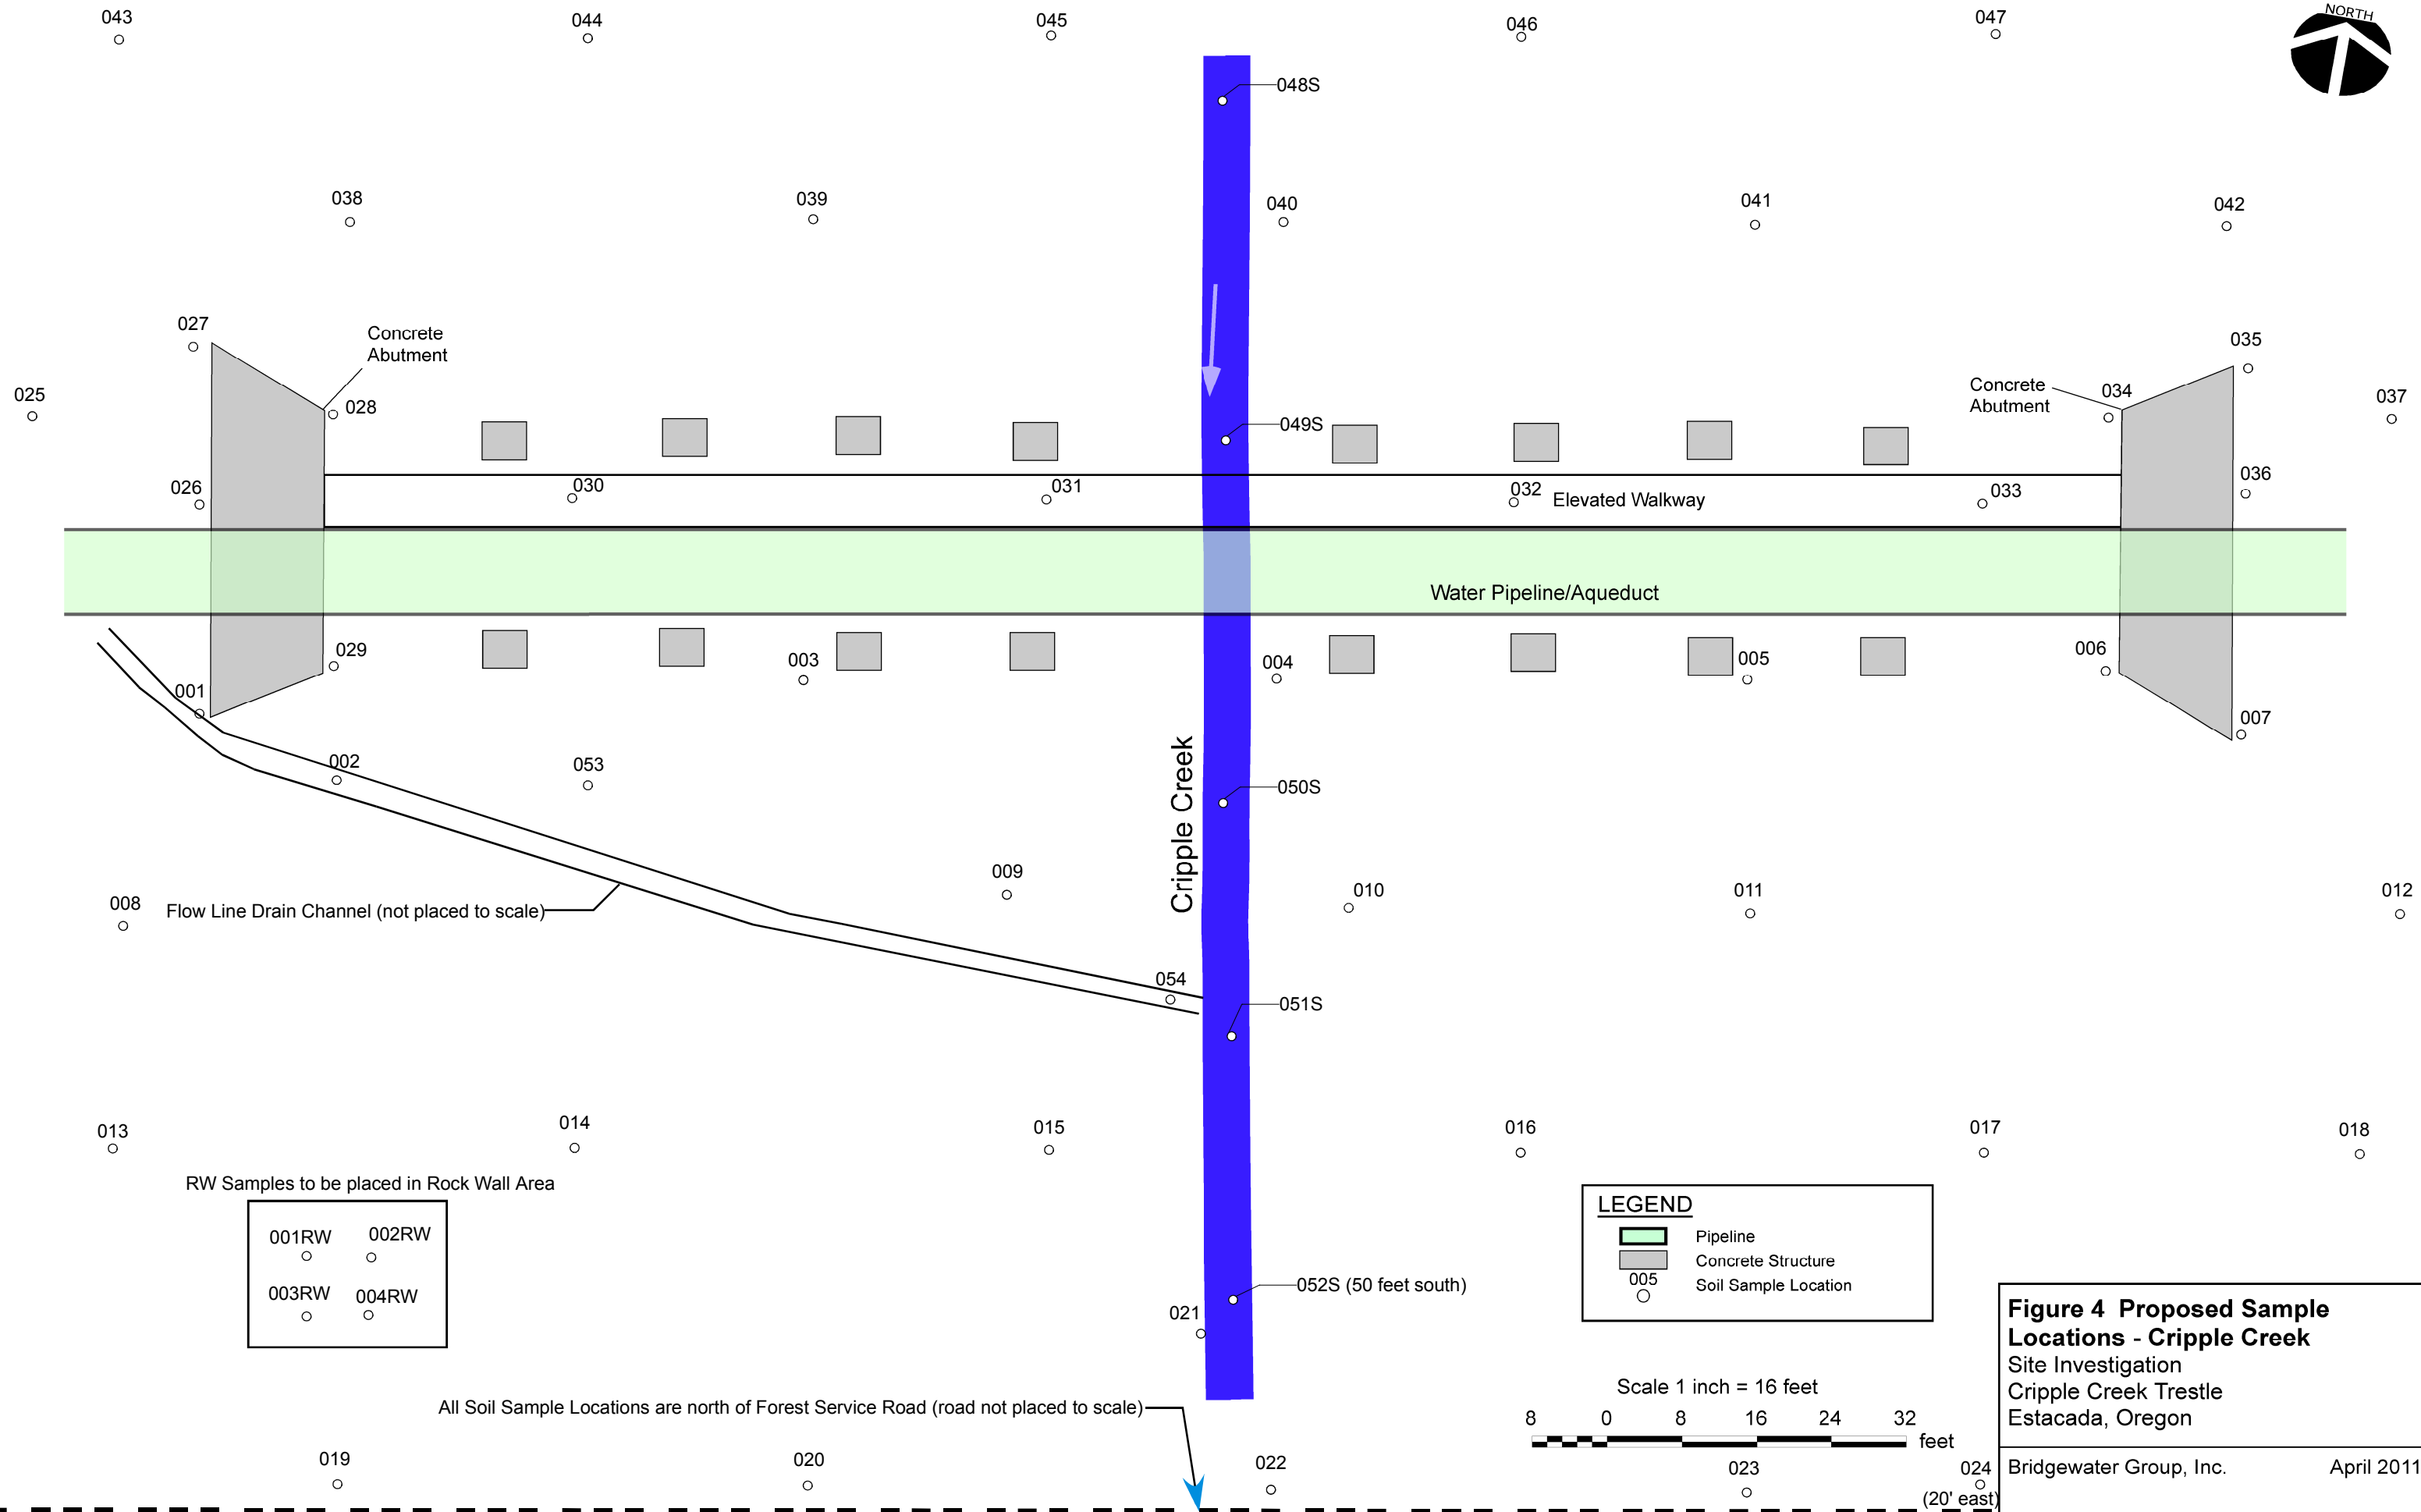 043
044
045
046
047
NORTH
048S
038
039
040
041
042
027
Concrete
Abutment
035
025
028
Concrete
Abutment
034
037
049S
026
030
031
032
Elevated Walkway
033
036
Water Pipeline/Aqueduct
029
003
004
005
006
001
007
002
053
Cripple Creek
050S
009
010
011
012
008
Flow Line Drain Channel (not placed to scale)
054
051S
013
014
015
016
017
018
RW Samples to be placed in Rock Wall Area
001RW
002RW
003RW
004RW
LEGEND
Pipeline
Concrete Structure
005
Soil Sample Location
052S (50 feet south)
021
Figure 4 Proposed Sample
Locations - Cripple Creek
Site Investigation
Cripple Creek Trestle
Estacada, Oregon
Scale 1 inch = 16 feet
8 0 8 16 24 32
feet
All Soil Sample Locations are north of Forest Service Road (road not placed to scale)
019
020
022
023
024
(20' east)
Bridgewater Group, Inc. April 2011